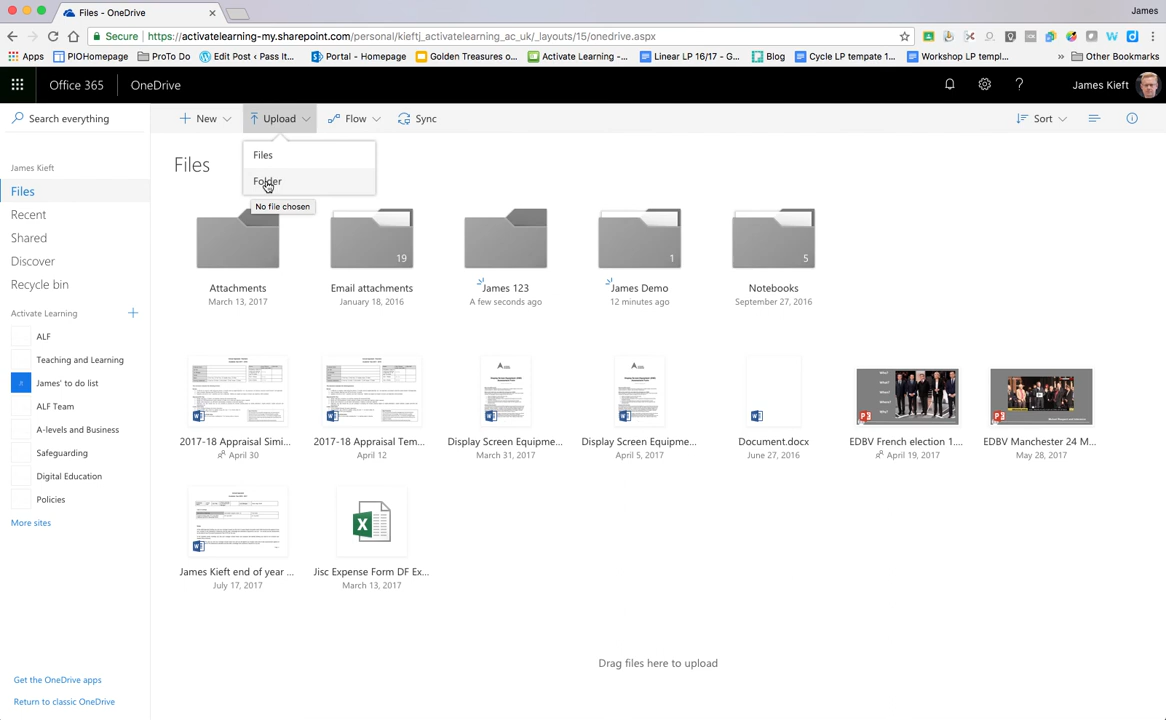 Files - OneDrive
James
Secure
https://activatelearning-my.sharepoint.com/personal/kieftj_activatelearning_ac_uk/_layouts/15/onedrive.aspx
Apps
PIOHomepage
ProTo Do
Edit Post ‹ Pass It...
Portal - Homepage
Golden Treasures o...
Activate Learning -...
Linear LP 16/17 - G...
Blog
Cycle LP tempate 1...
Workshop LP templ...
»
Other Bookmarks
Office 365
OneDrive
?
James Kieft
Search everything
New
Upload
Flow
Sync
Sort
Files
Folder
No file chosen
James Kieft
Files
Recent
Shared
Discover
Recycle bin
Activate Learning
ALF
Teaching and Learning
James' to do list
ALF Team
A-levels and Business
Safeguarding
Digital Education
Policies
More sites
Get the OneDrive apps
Return to classic OneDrive
Files
19
1
5
Attachments
March 13, 2017
Email attachments
January 18, 2016
James 123
A few seconds ago
James Demo
12 minutes ago
Notebooks
September 27, 2016
2017-18 Appraisal Simi...
April 30
2017-18 Appraisal Tem...
April 12
Display Screen Equipme...
March 31, 2017
Display Screen Equipme...
April 5, 2017
Document.docx
June 27, 2016
EDBV French election 1....
April 19, 2017
EDBV Manchester 24 M...
May 28, 2017
James Kieft end of year ...
July 17, 2017
Jisc Expense Form DF Ex...
March 13, 2017
Drag files here to upload